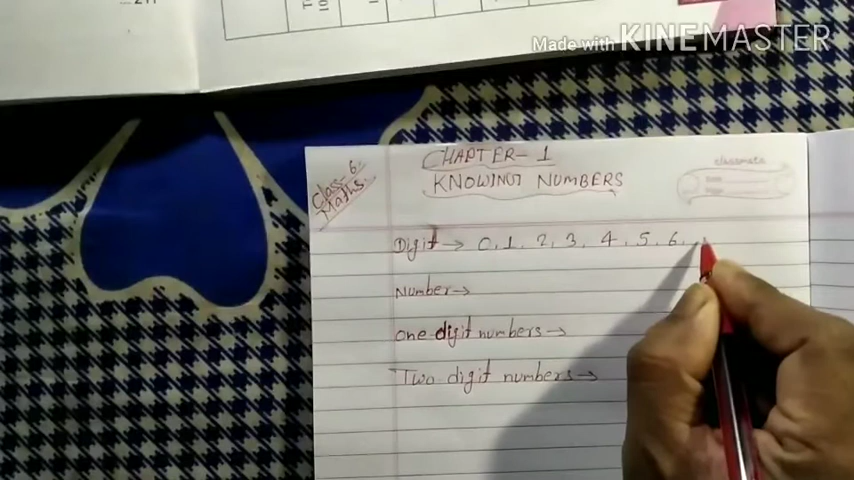 Made with KINEMASTER
Class-6.
Maths
CHAPTER-1
KNOWING NUMBERS
classmate
Digit → 0, 1, 2, 3, 4, 5, 6,
Number →
One-digit numbers →
Two-digit numbers →